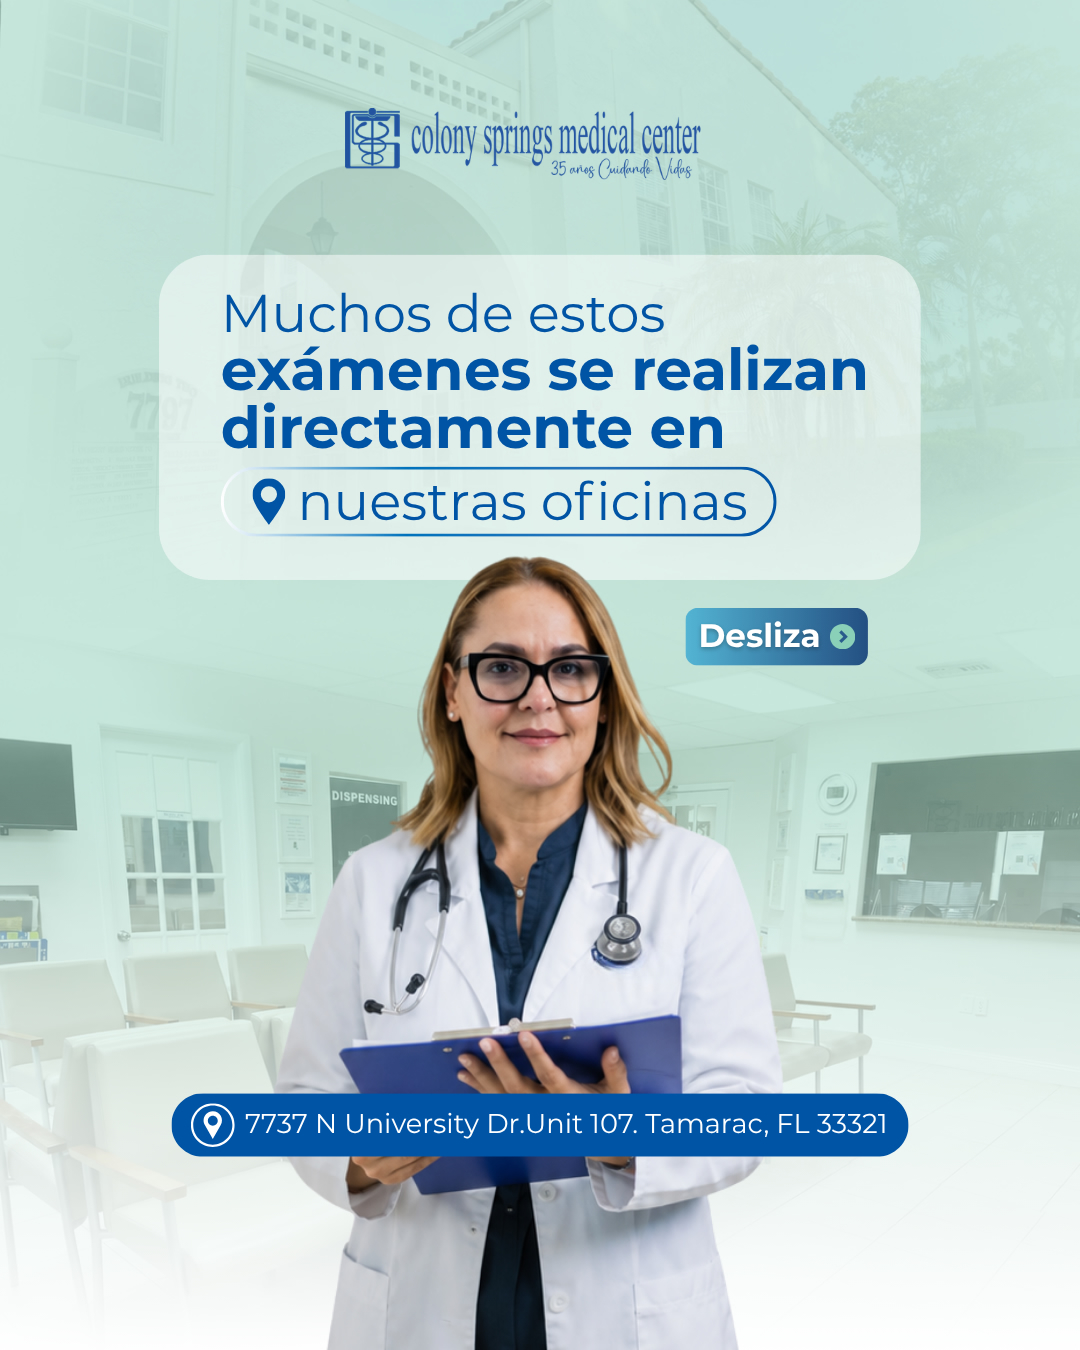 colony springs medical center
35 años Cuidando Vidas
Muchos de estos
exámenes se realizan
directamente en
nuestras oficinas
Desliza
DISPENSING
7737 N University Dr.Unit 107. Tamarac, FL 33321